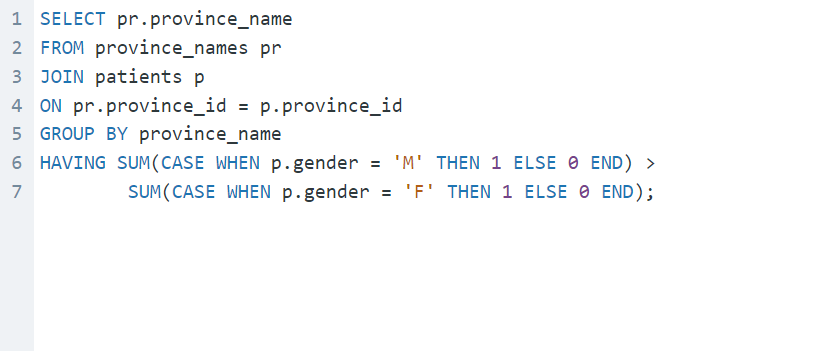 1 SELECT pr.province_name
2 FROM province_names pr
3 JOIN patients p
4 ON pr.province_id = p.province_id
5 GROUP BY province_name
6 HAVING SUM(CASE WHEN p.gender = 'M' THEN 1 ELSE 0 END) >
7         SUM(CASE WHEN p.gender = 'F' THEN 1 ELSE 0 END);